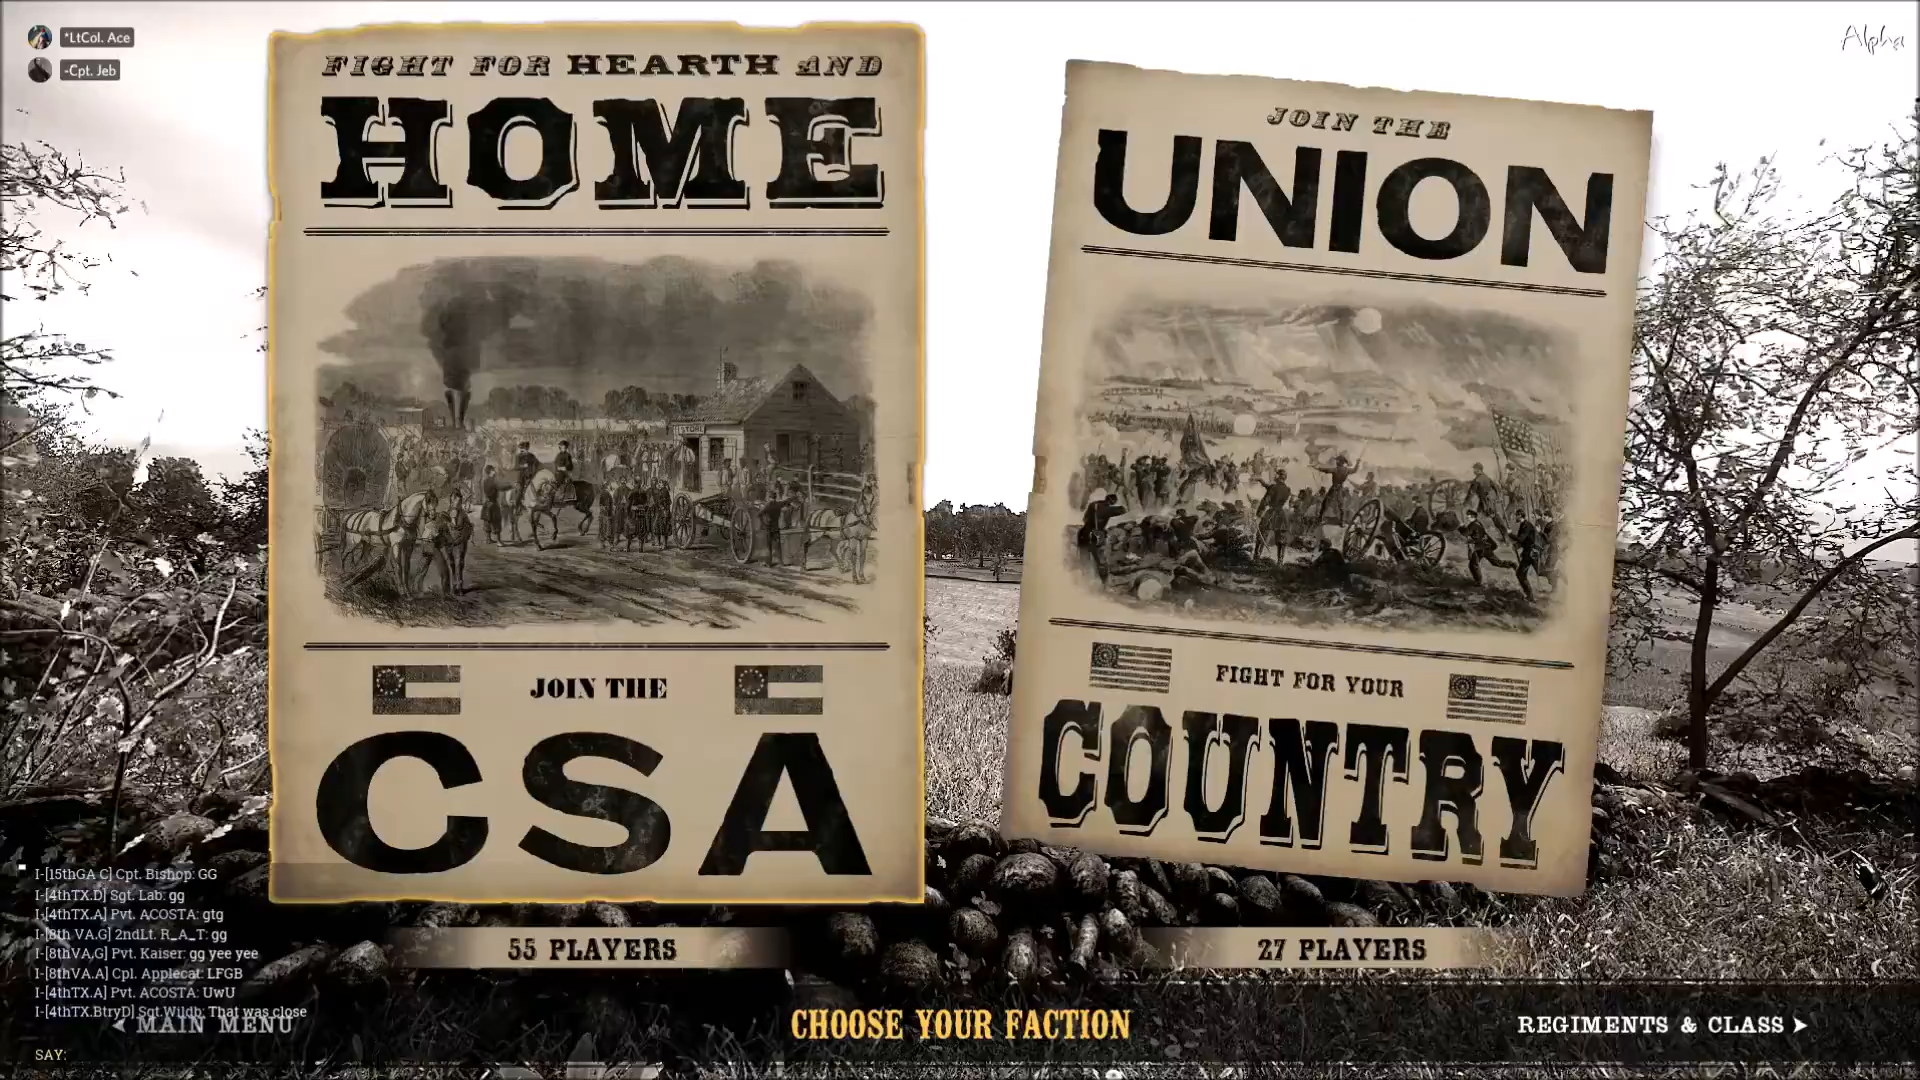 *LtCol. Ace
-Cpt. Jeb
Alpha
FIGHT FOR HEARTH AND
HOME
STORE
JOIN THE
CSA
JOIN THE
UNION
FIGHT FOR YOUR
COUNTRY
I-[15thGA C] Cpt. Bishop: GG
I-[4thTX.D] Sgt. Lab: gg
I-[4thTX.A] Pvt. ACOSTA: gtg
I-[8th VA.G] 2ndLt. R_A_T: gg
I-[8thVA,G] Pvt. Kaiser: gg yee yee
I-[8thVA.A] Cpl. Applecat: LFGB
I-[4thTX.A] Pvt. ACOSTA: UwU
I-[4thTX.BtryD] Sgt.Wildb: That was close
SAY:
55 PLAYERS
27 PLAYERS
MAIN MENU
CHOOSE YOUR FACTION
REGIMENTS & CLASS